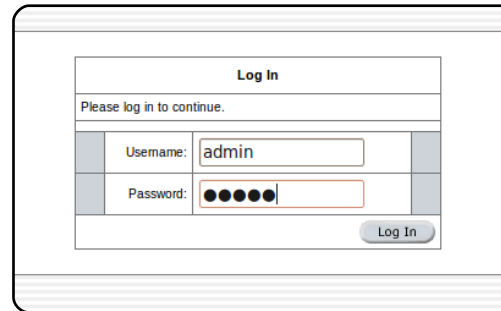 Log In
Please log in to continue.
Username: admin
Password: ●●●●●
Log In